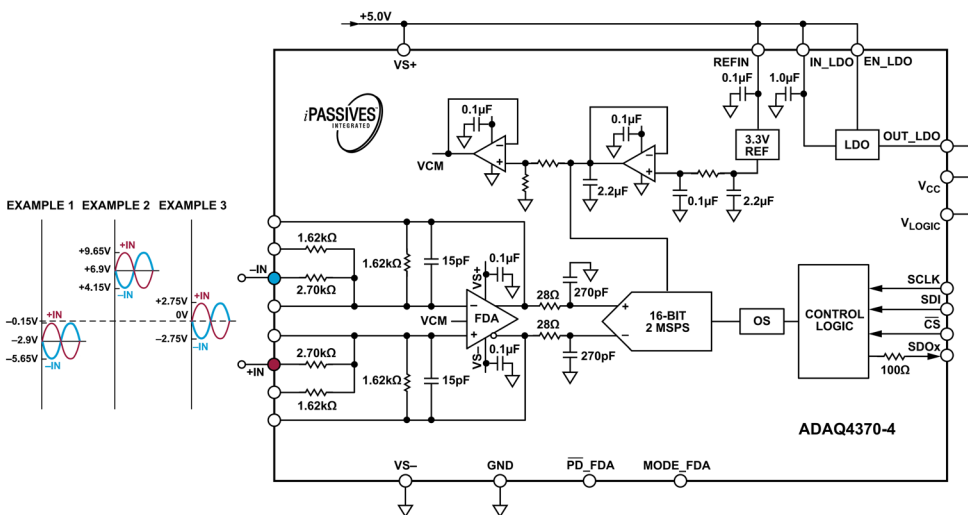 +5.0V
VS+
REFIN
IN_LDO
EN_LDO
0.1µF
1.0µF
iPASSIVES™
INTEGRATED
0.1µF
0.1µF
3.3V
REF
LDO
OUT_LDO
VCM
2.2µF
0.1µF
2.2µF
VCC
VLOGIC
EXAMPLE 1
EXAMPLE 2
EXAMPLE 3
+9.65V
+IN
+6.9V
+4.15V
–IN
+2.75V
+IN
0V
–2.75V
–IN
–0.15V
+IN
–2.9V
–5.65V
–IN
1.62kΩ
–IN
2.70kΩ
1.62kΩ
15pF
VS+
0.1µF
28Ω
270pF
VCM
FDA
28Ω
270pF
+IN
2.70kΩ
1.62kΩ
1.62kΩ
15pF
VS–
0.1µF
16-BIT
2 MSPS
OS
CONTROL
LOGIC
SCLK
SDI
CS
SDOx
100Ω
ADAQ4370-4
VS–
GND
PD_FDA
MODE_FDA